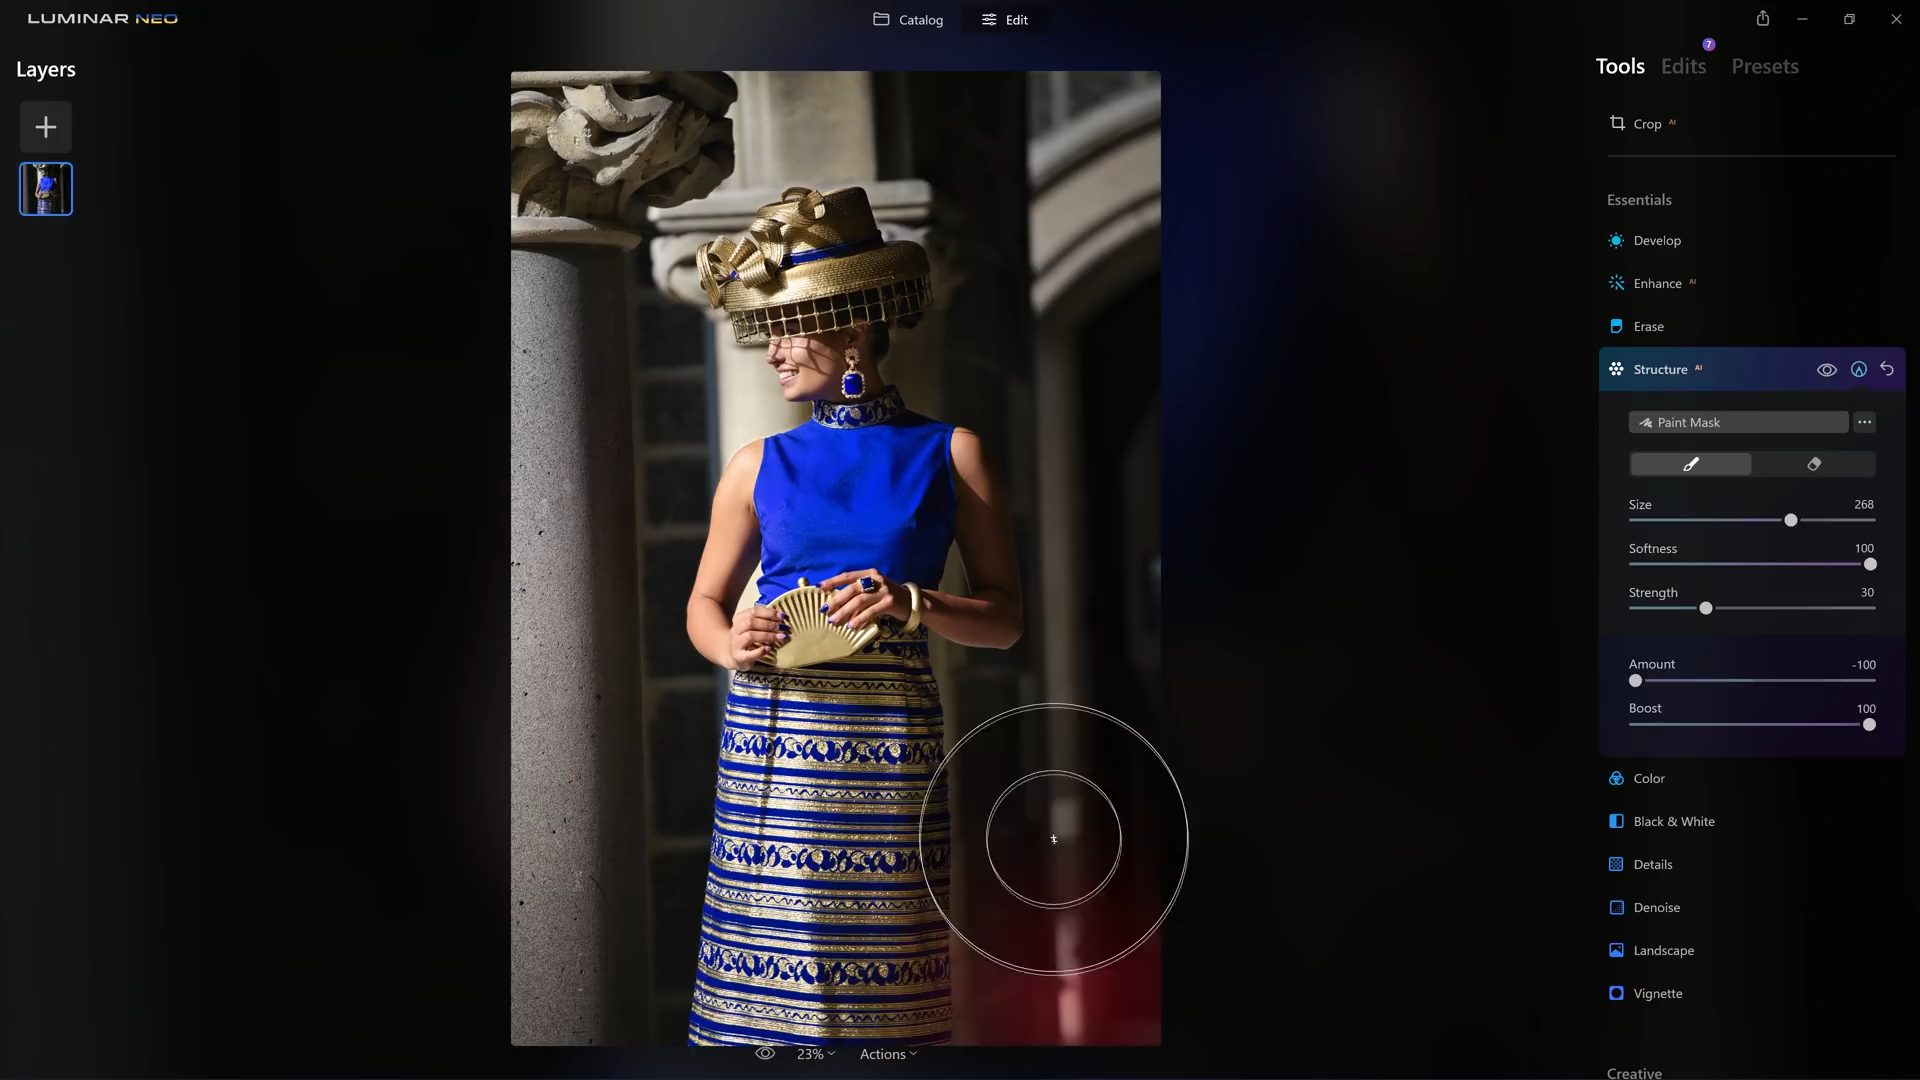 LUMINAR NEO
Catalog
Edit
Layers
7
Tools Edits Presets
Crop AI
Essentials
Develop
Enhance AI
Erase
Structure AI
Paint Mask
Size 268
Softness 100
Strength 30
Amount -100
Boost 100
Color
Black & White
Details
Denoise
Landscape
Vignette
Creative
23%
Actions